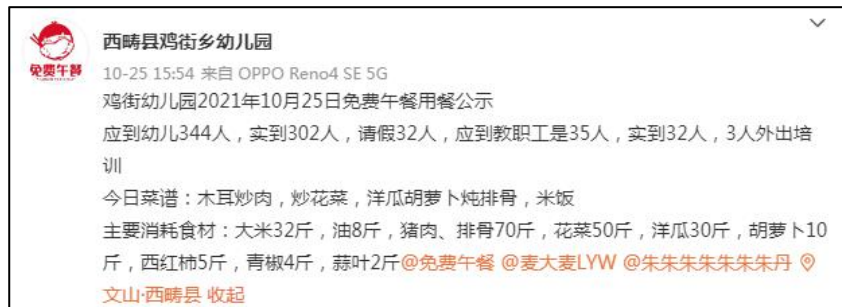 西畴县鸡街乡幼儿园
免费午餐
10-25 15:54 来自 OPPO Reno4 SE 5G
鸡街幼儿园2021年10月25日免费午餐用餐公示
应到幼儿344人，实到302人，请假32人，应到教职工是35人，实到32人，3人外出培
训
今日菜谱：木耳炒肉，炒花菜，洋瓜胡萝卜炖排骨，米饭
主要消耗食材：大米32斤，油8斤，猪肉、排骨70斤，花菜50斤，洋瓜30斤，胡萝卜10
斤，西红柿5斤，青椒4斤，蒜叶2斤@免费午餐 @麦大麦LYW @朱朱朱朱朱朱朱丹
文山·西畴县 收起